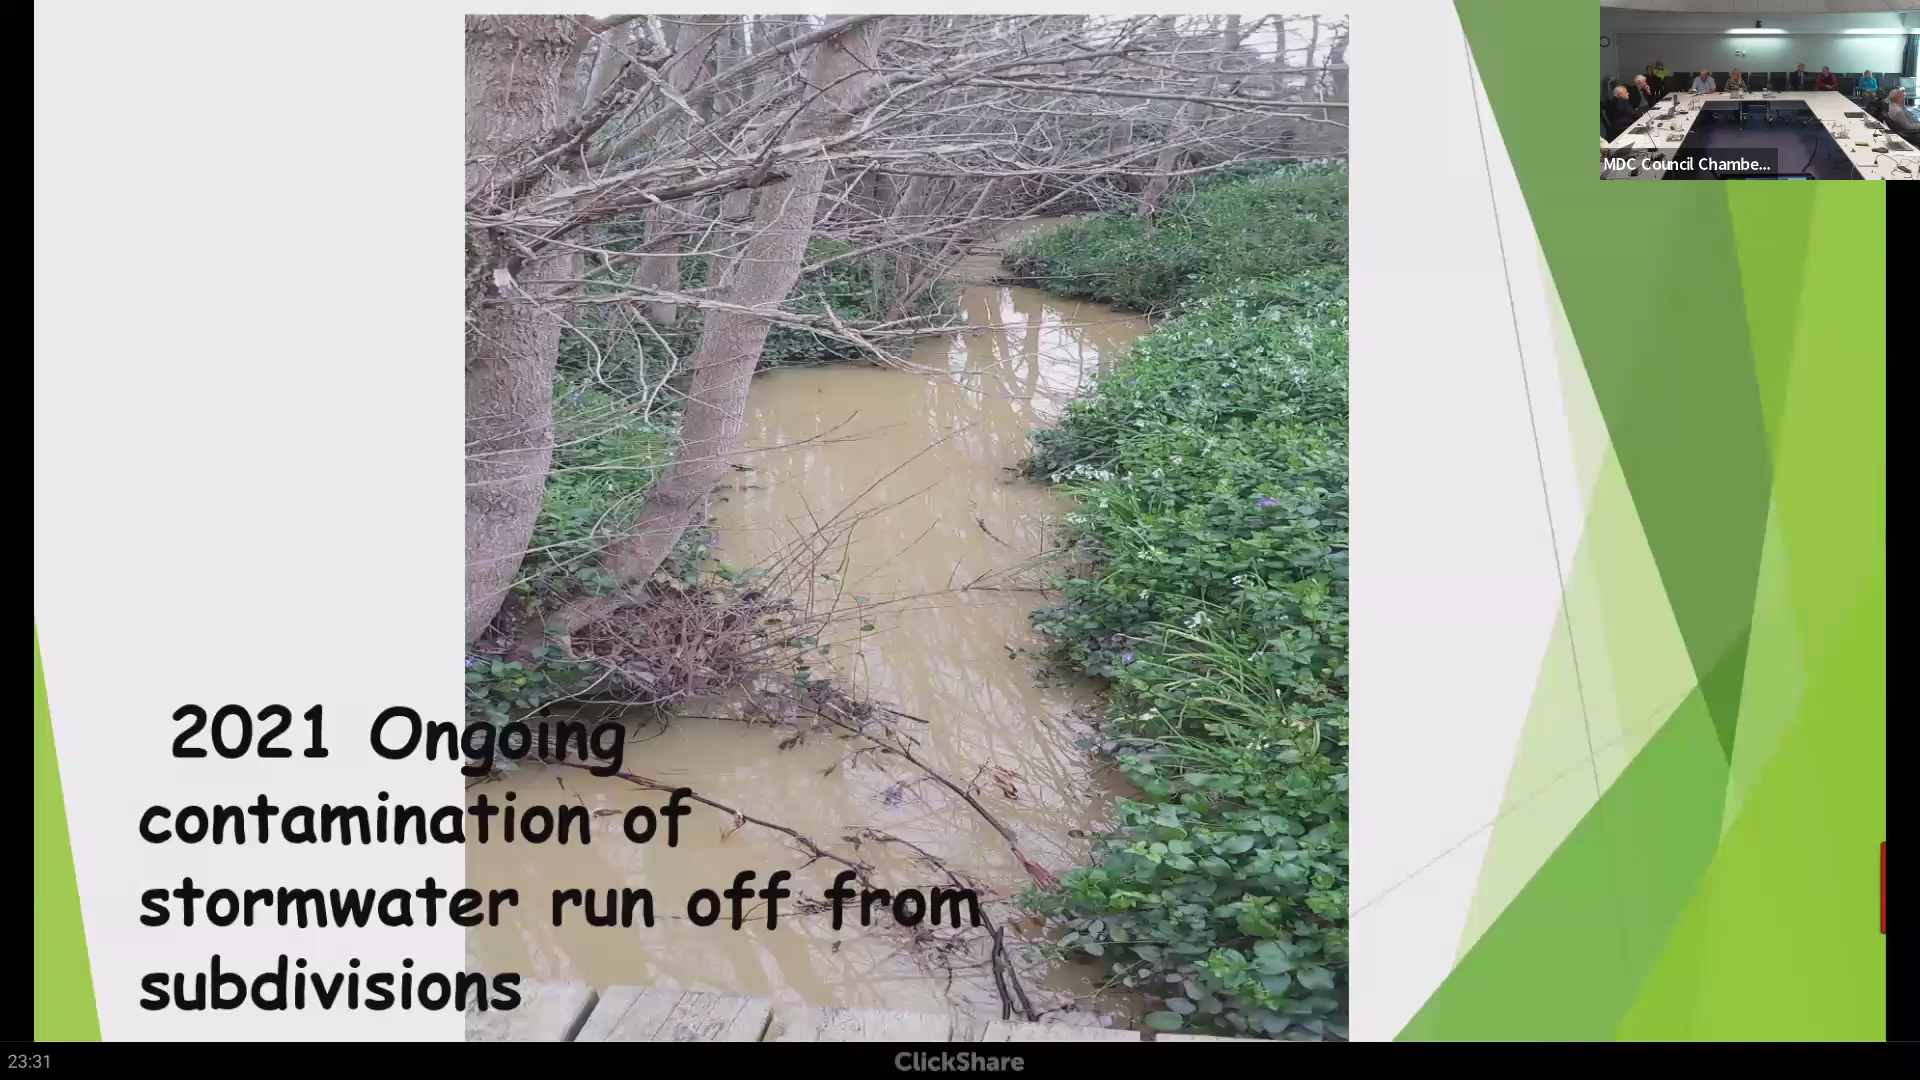 MDC Council Chambe...
2021 Ongoing
contamination of
stormwater run off from
subdivisions
23:31
ClickShare